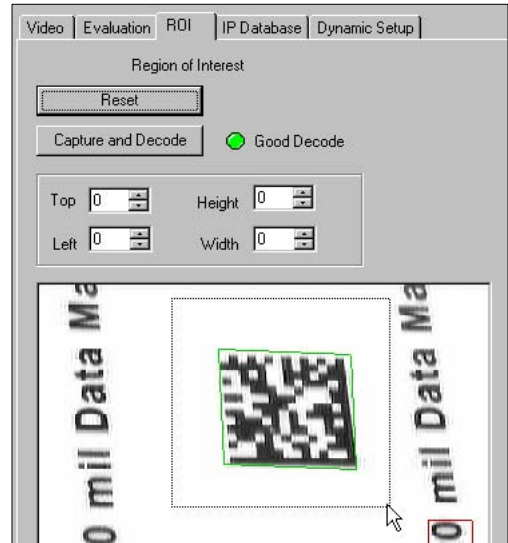 Video Evaluation ROI IP Database Dynamic Setup
Region of Interest
Reset
Capture and Decode Good Decode
Top 0 Height 0
Left 0 Width 0
0 mil Data Ma
0 mil Data Ma